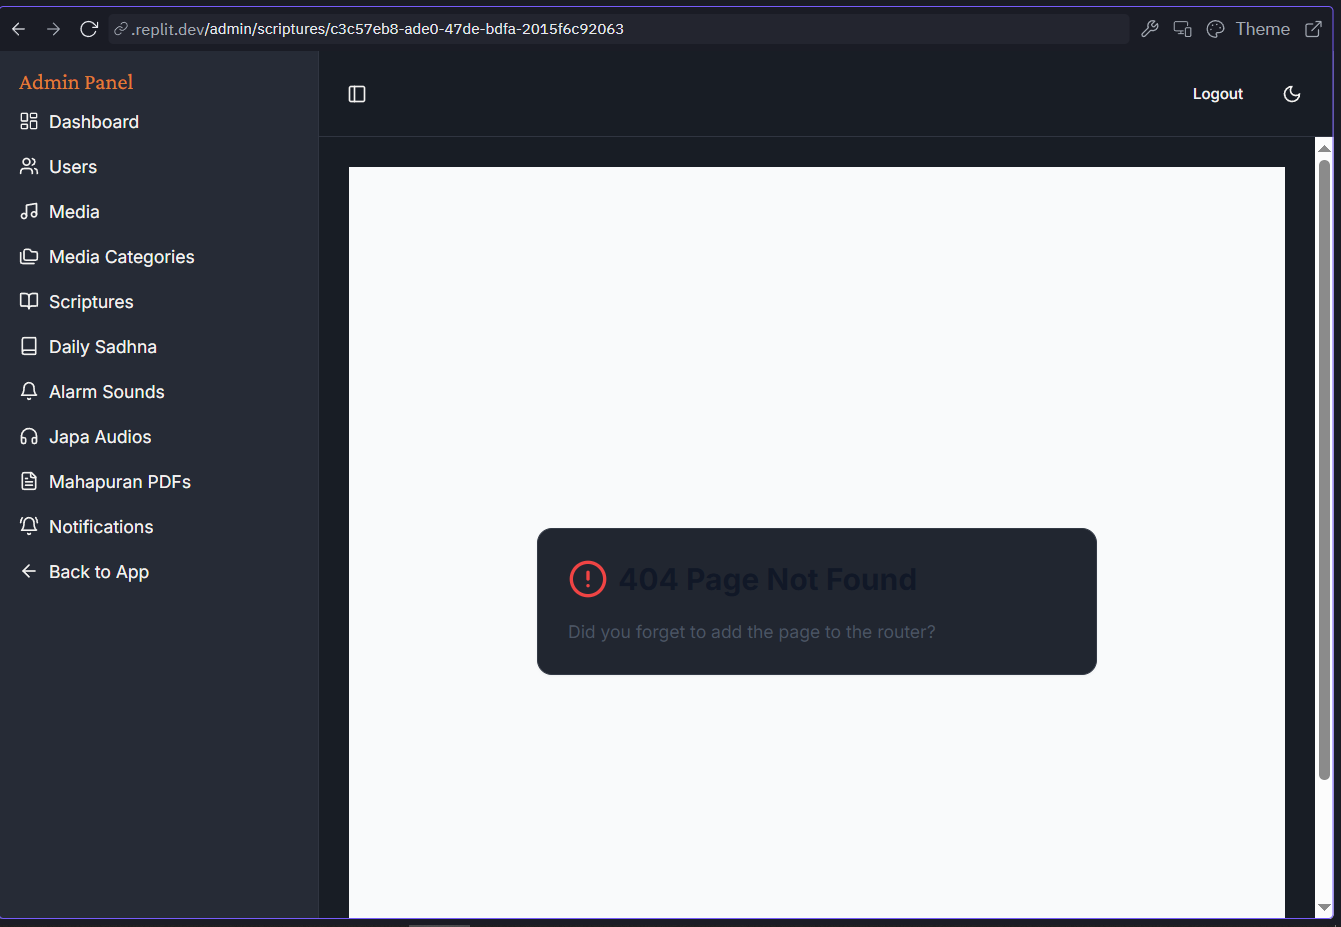 .replit.dev/admin/scriptures/c3c57eb8-ade0-47de-bdfa-2015f6c92063
Theme
Admin Panel
Dashboard
Users
Media
Media Categories
Scriptures
Daily Sadhna
Alarm Sounds
Japa Audios
Mahapuran PDFs
Notifications
Back to App
Logout
404 Page Not Found
Did you forget to add the page to the router?